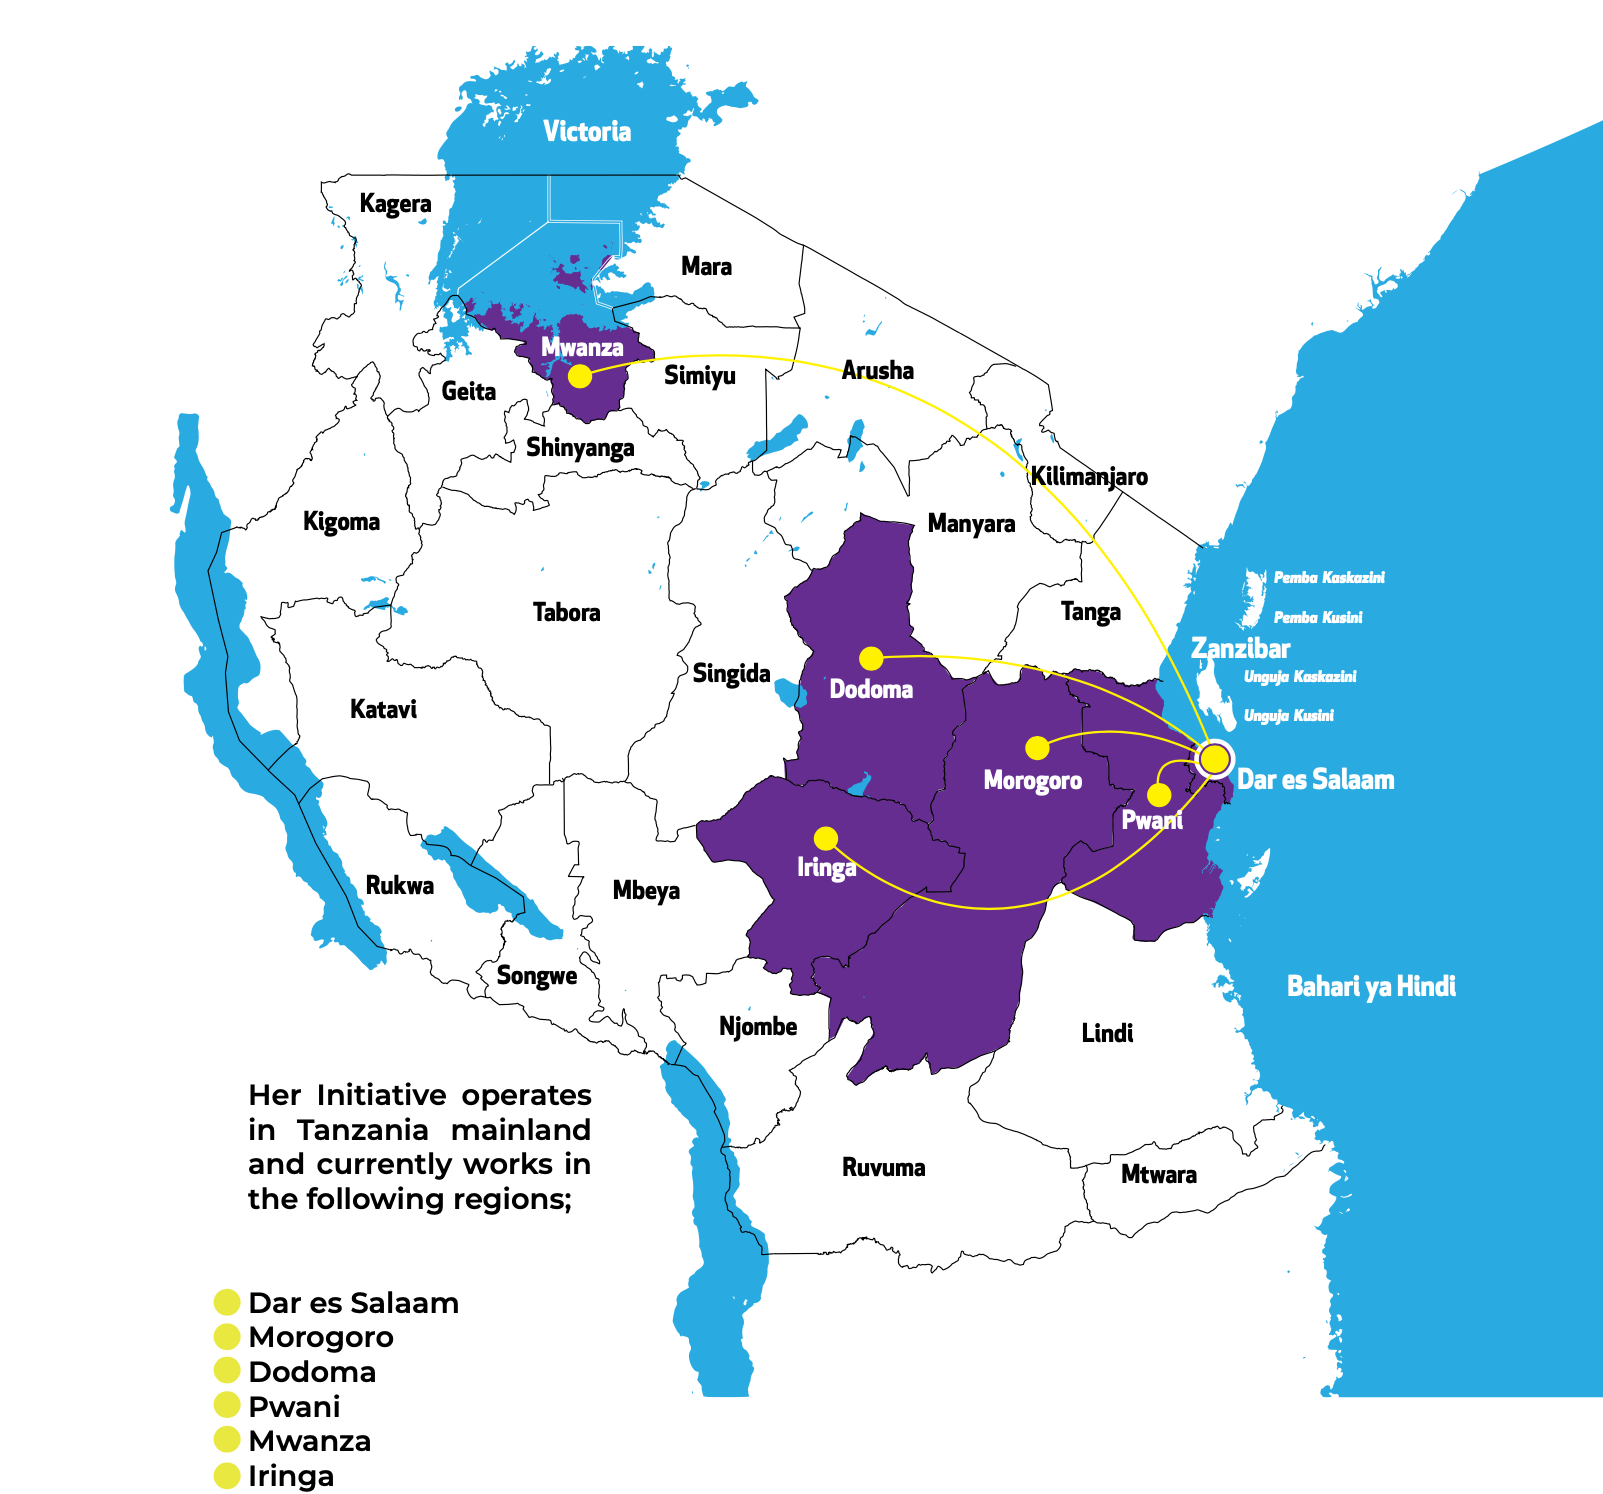 Victoria
Kagera
Mara
Mwanza
Simiyu
Arusha
Geita
Shinyanga
Kilimanjaro
Kigoma
Manyara
Pemba Kaskazini
Tabora
Tanga
Pemba Kusini
Zanzibar
Singida
Unguja Kaskazini
Dodoma
Katavi
Unguja Kusini
Morogoro
Dar es Salaam
Pwani
Iringa
Rukwa
Mbeya
Songwe
Bahari ya Hindi
Njombe
Lindi
Ruvuma
Mtwara
Her Initiative operates
in Tanzania mainland
and currently works in
the following regions;
Dar es Salaam
Morogoro
Dodoma
Pwani
Mwanza
Iringa